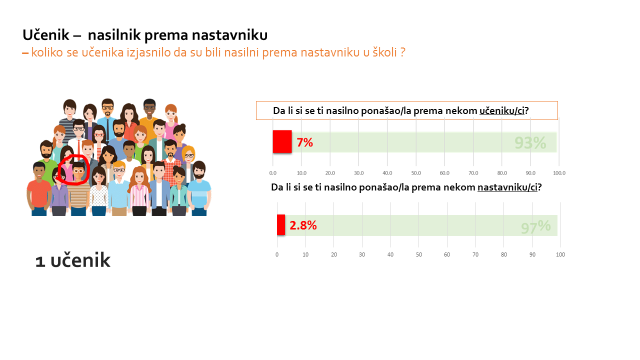 Učenik – nasilnik prema nastavniku
– koliko se učenika izjasnilo da su bili nasilni prema nastavniku u školi ?
Da li si se ti nasilno ponašao/la prema nekom učeniku/ci?
7%
93%
0.0 10.0 20.0 30.0 40.0 50.0 60.0 70.0 80.0 90.0 100.0
Da li si se ti nasilno ponašao/la prema nekom nastavniku/ci?
2.8%
97%
0 10 20 30 40 50 60 70 80 90 100
1 učenik